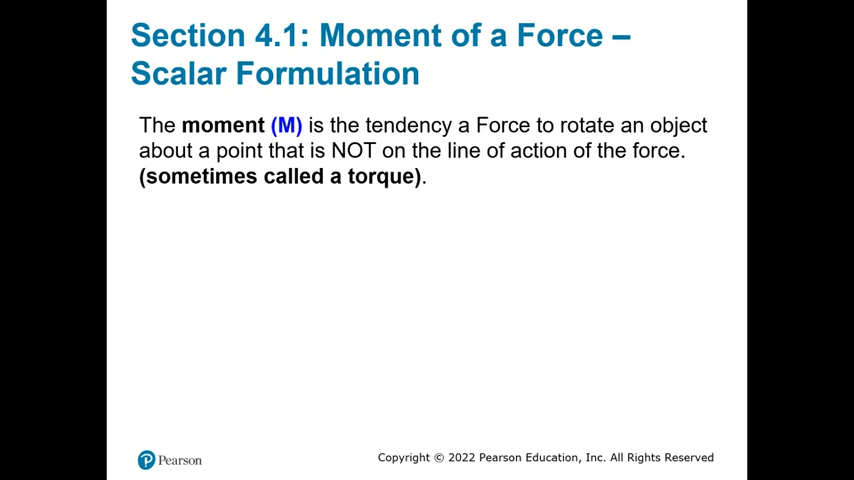 Section 4.1: Moment of a Force –
Scalar Formulation
The moment (M) is the tendency a Force to rotate an object
about a point that is NOT on the line of action of the force.
(sometimes called a torque).
Pearson
Copyright © 2022 Pearson Education, Inc. All Rights Reserved